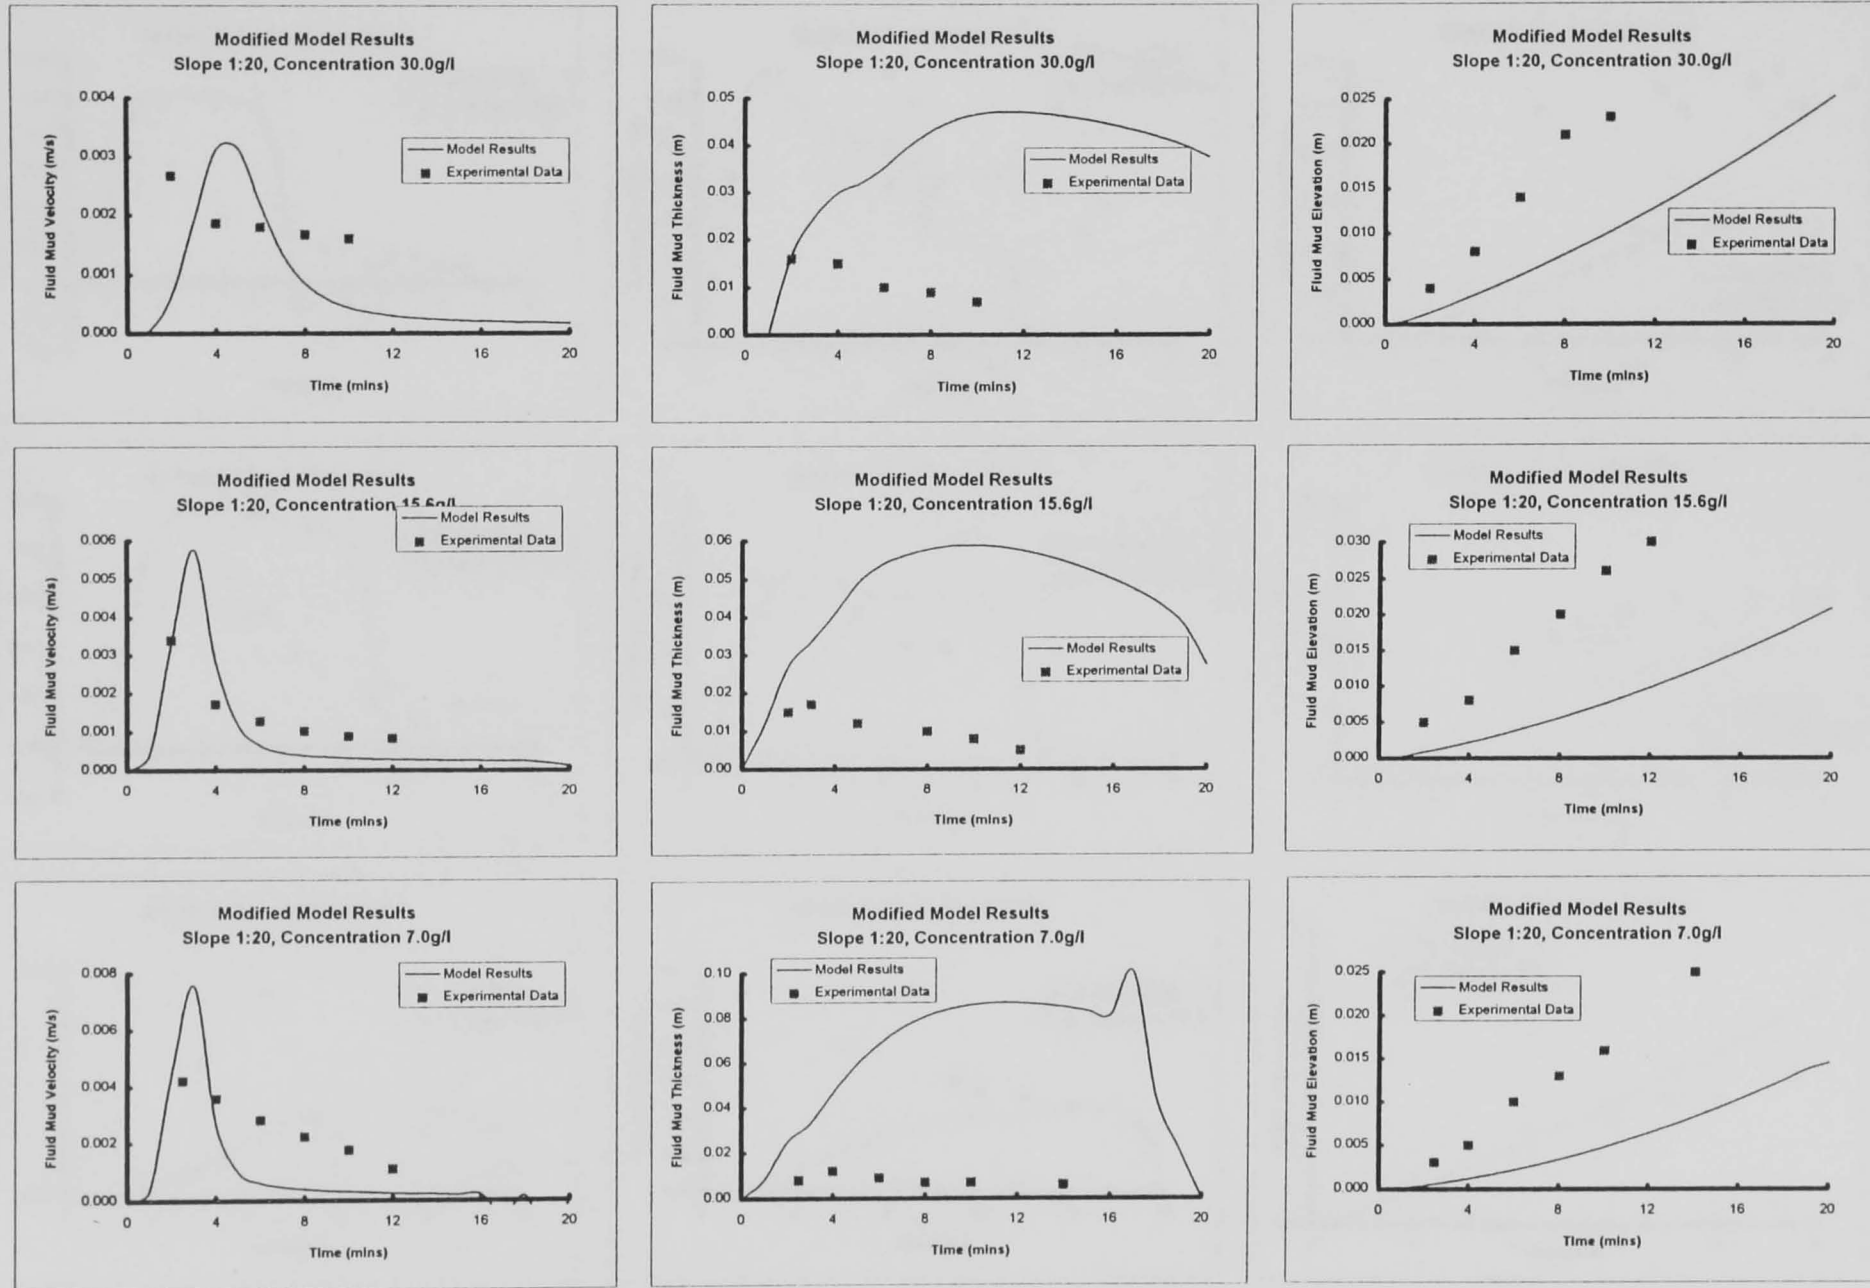 Modified Model Results
Slope 1:20, Concentration 30.0g/l
Fluid Mud Velocity (m/s)
0.004
0.003
0.002
0.001
0.000
Model Results
Experimental Data
0 4 8 12 16 20
Time (mins)
Modified Model Results
Slope 1:20, Concentration 30.0g/l
Fluid Mud Thickness (m)
0.05
0.04
0.03
0.02
0.01
0.00
Model Results
Experimental Data
0 4 8 12 16 20
Time (mins)
Modified Model Results
Slope 1:20, Concentration 30.0g/l
Fluid Mud Elevation (m)
0.025
0.020
0.015
0.010
0.005
0.000
Model Results
Experimental Data
0 4 8 12 16 20
Time (mins)
Modified Model Results
Slope 1:20, Concentration 15.6g/l
Fluid Mud Velocity (m/s)
Model Results
Experimental Data
0.006
0.005
0.004
0.003
0.002
0.001
0.000
0 4 8 12 16 20
Time (mins)
Modified Model Results
Slope 1:20, Concentration 15.6g/l
Fluid Mud Thickness (m)
0.06
0.05
0.04
0.03
0.02
0.01
0.00
Model Results
Experimental Data
0 4 8 12 16 20
Time (mins)
Modified Model Results
Slope 1:20, Concentration 15.6g/l
Fluid Mud Elevation (m)
Model Results
Experimental Data
0.030
0.025
0.020
0.015
0.010
0.005
0.000
0 4 8 12 16 20
Time (mins)
Modified Model Results
Slope 1:20, Concentration 7.0g/l
Fluid Mud Velocity (m/s)
0.008
0.006
0.004
0.002
0.000
Model Results
Experimental Data
0 4 8 12 16 20
Time (mins)
Modified Model Results
Slope 1:20, Concentration 7.0g/l
Fluid Mud Thickness (m)
0.10
0.08
0.06
0.04
0.02
0.00
Model Results
Experimental Data
0 4 8 12 16 20
Time (mins)
Modified Model Results
Slope 1:20, Concentration 7.0g/l
Fluid Mud Elevation (m)
0.025
0.020
0.015
0.010
0.005
0.000
Model Results
Experimental Data
0 4 8 12 16 20
Time (mins)